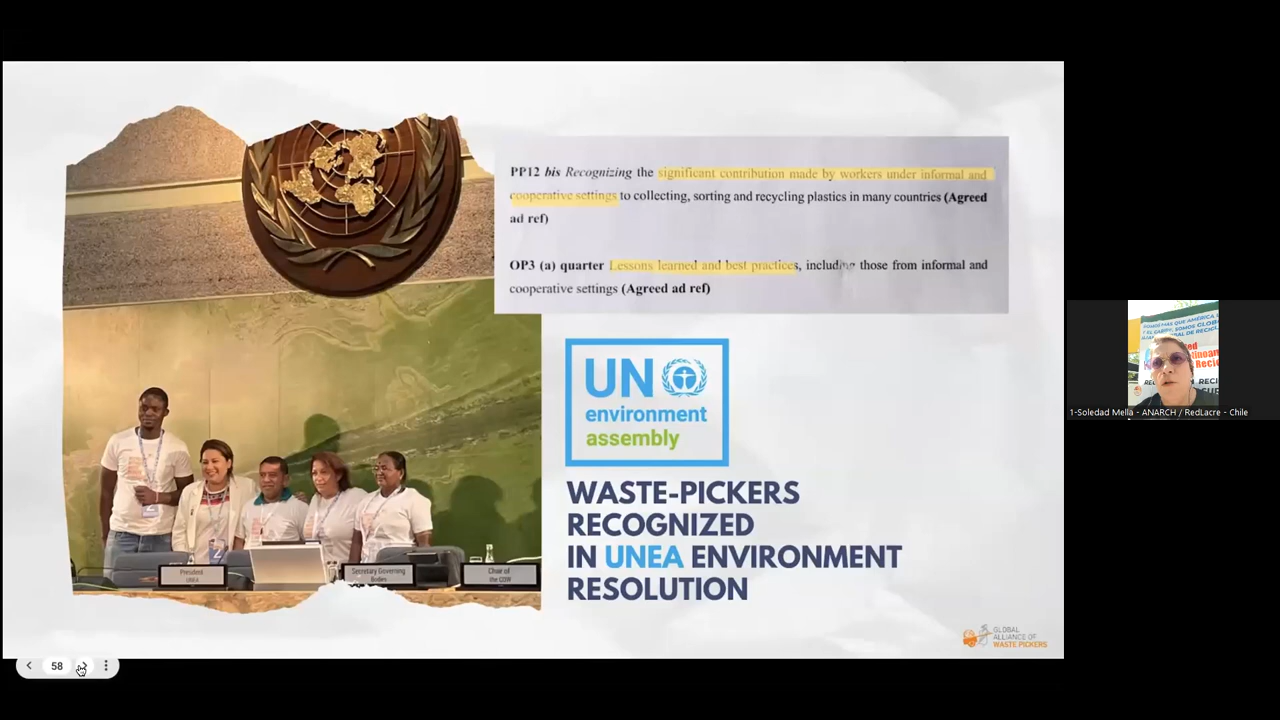 PP12 bis Recognizing the significant contribution made by workers under informal and
cooperative settings to collecting, sorting and recycling plastics in many countries (Agreed
ad ref)
OP3 (a) quarter Lessons learned and best practices, including those from informal and
cooperative settings (Agreed ad ref)
UN
environment
assembly
WASTE-PICKERS
RECOGNIZED
IN UNEA ENVIRONMENT
RESOLUTION
President
UNEA
Secretary Governing
Bodies
Chair of
the COW
GLOBAL
ALLIANCE OF
WASTE PICKERS
58
1-Soledad Mella - ANARCH / RedLacre - Chile